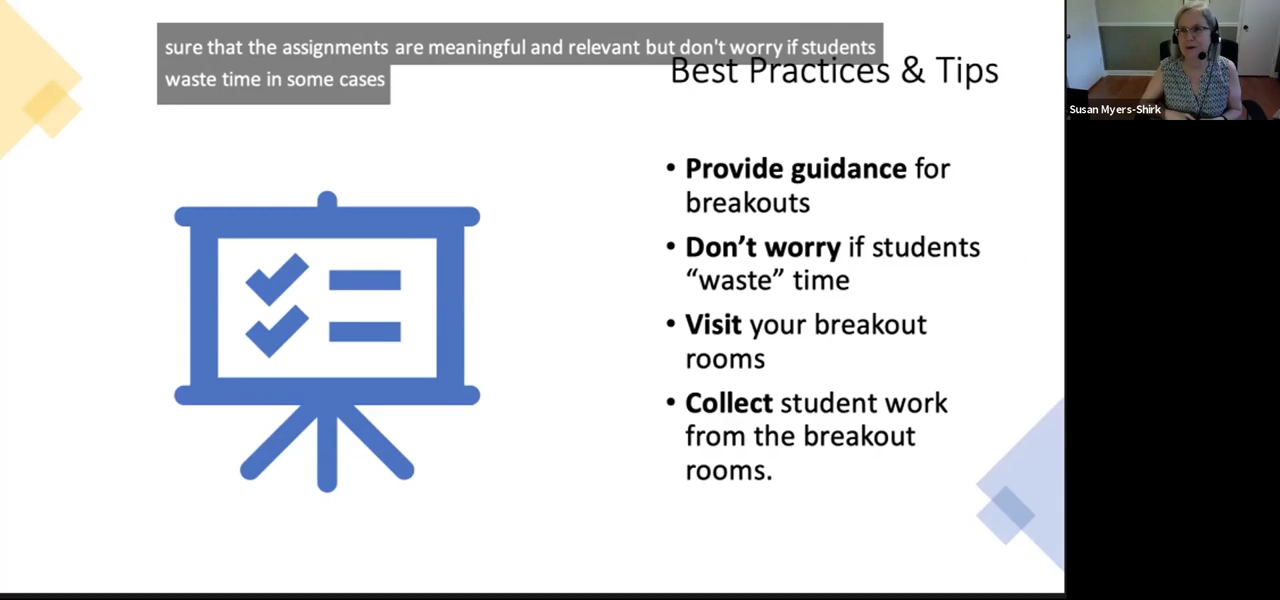 sure that the assignments are meaningful and relevant but don't worry if students
waste time in some cases
Best Practices & Tips
• Provide guidance for
breakouts
• Don’t worry if students
“waste” time
• Visit your breakout
rooms
• Collect student work
from the breakout
rooms.
Susan Myers-Shirk